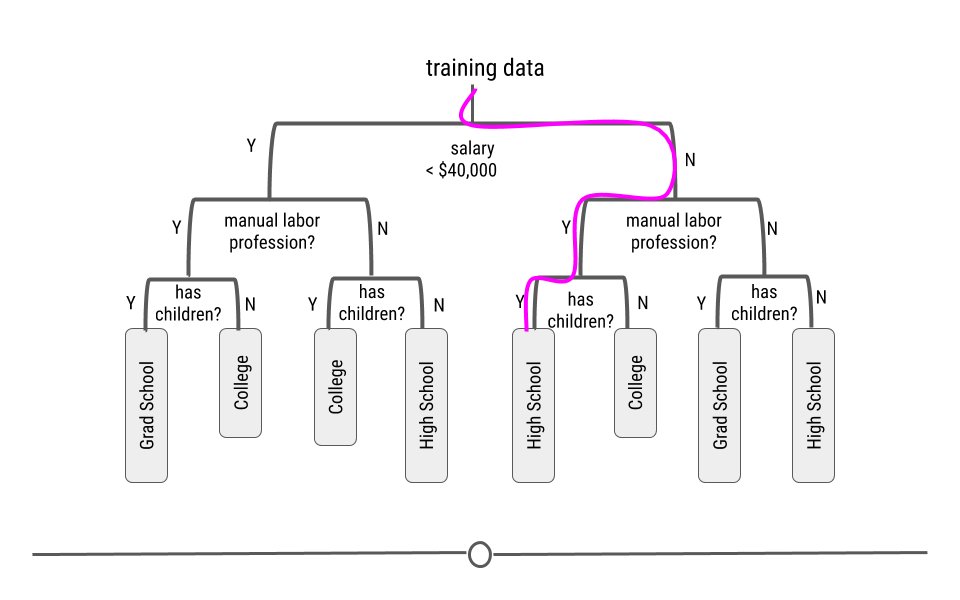 training data
Y
salary
< $40,000
N
Y
manual labor
profession?
N
Y
manual labor
profession?
N
Y
has
children?
N
Y
has
children?
N
Y
has
children?
N
Y
has
children?
N
Grad School
College
College
High School
High School
College
Grad School
High School